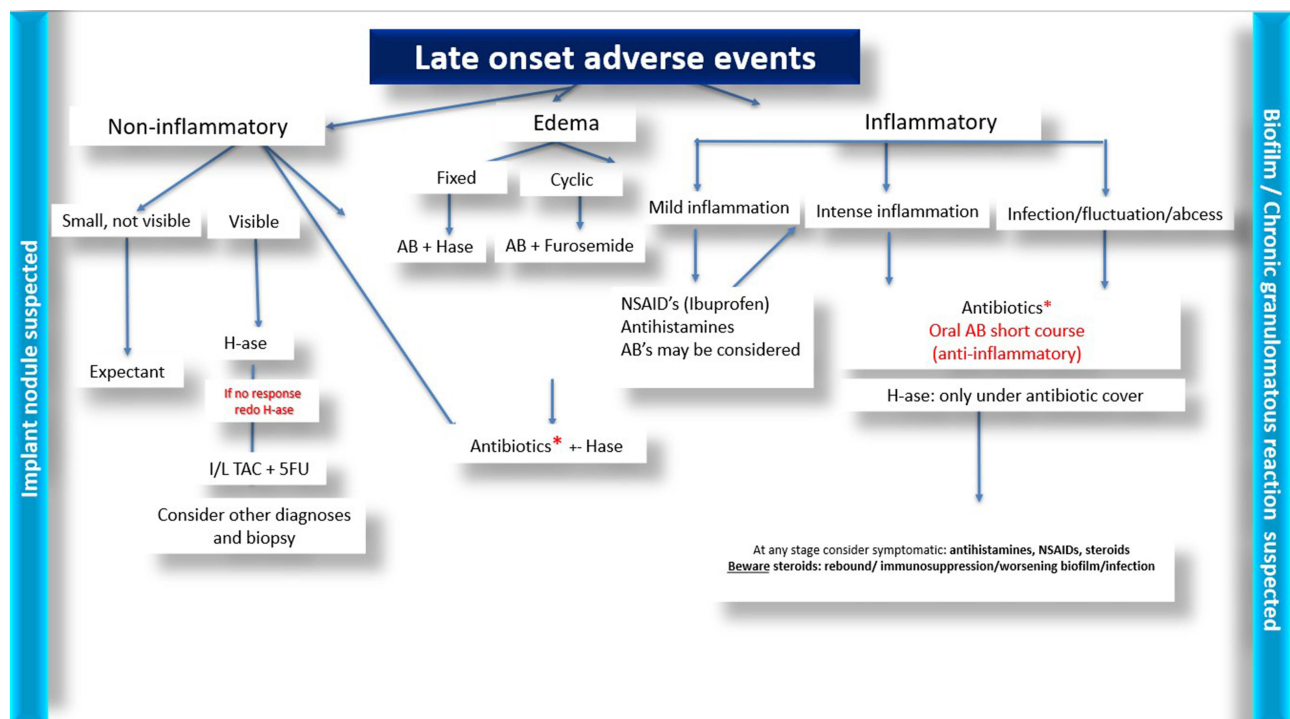 Late onset adverse events
Non-inflammatory
Edema
Inflammatory
Fixed
Cyclic
Small, not visible
Visible
Mild inflammation
Intense inflammation
Infection/fluctuation/abcess
AB + Hase
AB + Furosemide
NSAID's (Ibuprofen)
Antihistamines
AB's may be considered
Antibiotics*
Oral AB short course
(anti-inflammatory)
H-ase
Expectant
If no response
redo H-ase
H-ase: only under antibiotic cover
Antibiotics* +- Hase
I/L TAC + 5FU
Consider other diagnoses
and biopsy
At any stage consider symptomatic: antihistamines, NSAIDs, steroids
Beware steroids: rebound/ immunosuppression/worsening biofilm/infection
Implant nodule suspected
Biofilm / Chronic granulomatous reaction suspected